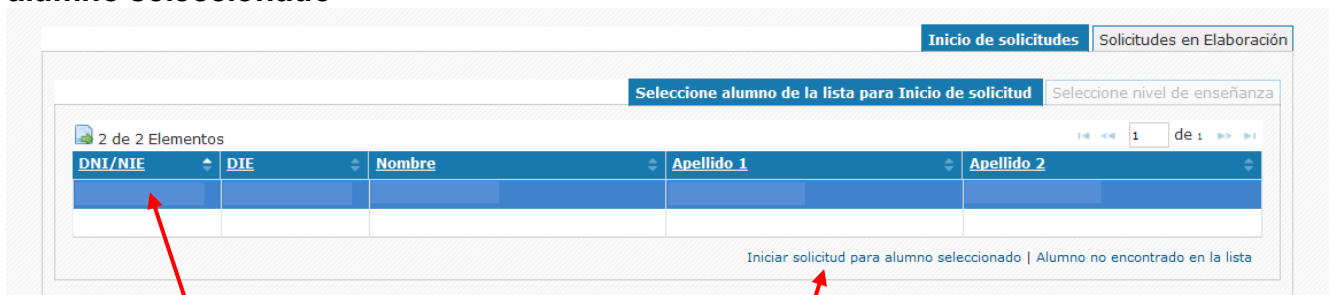 alumno seleccionado
Inicio de solicitudes Solicitudes en Elaboración
Seleccione alumno de la lista para Inicio de solicitud Seleccione nivel de enseñanza
2 de 2 Elementos 1 de 1
DNI/NIE DIE Nombre Apellido 1 Apellido 2
Iniciar solicitud para alumno seleccionado | Alumno no encontrado en la lista